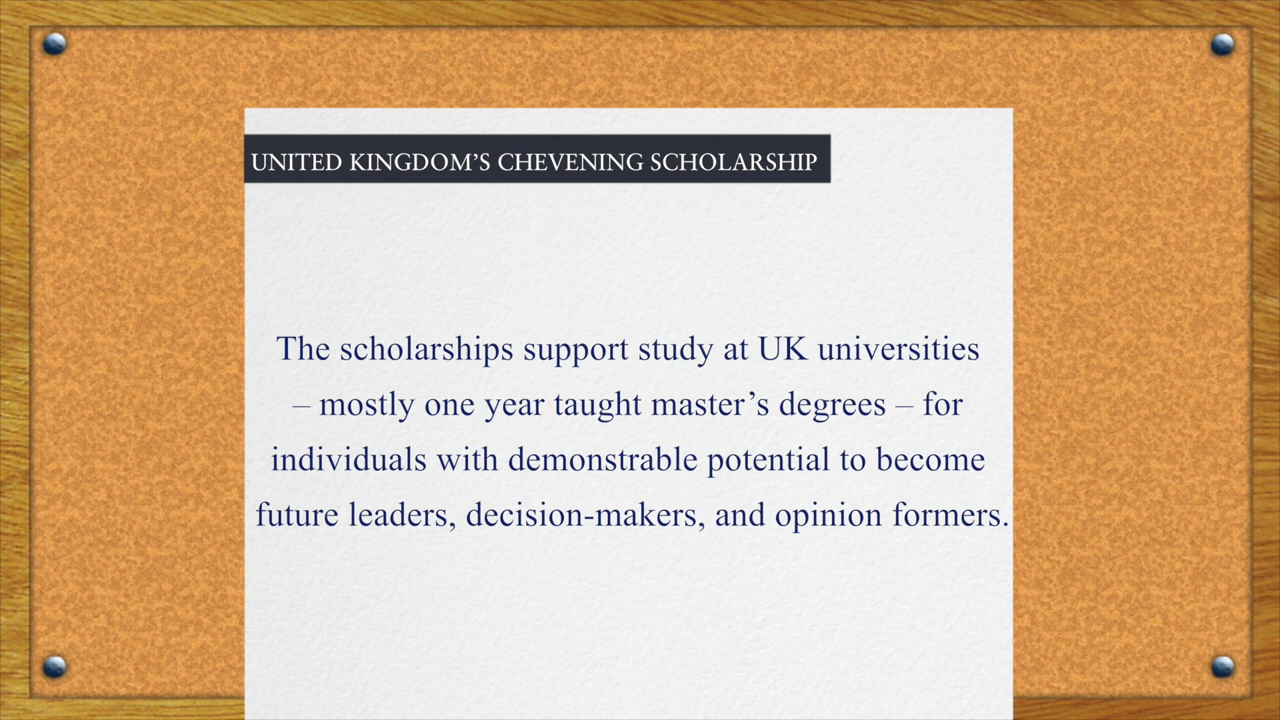 UNITED KINGDOM’S CHEVENING SCHOLARSHIP
The scholarships support study at UK universities
– mostly one year taught master’s degrees – for
individuals with demonstrable potential to become
future leaders, decision-makers, and opinion formers.